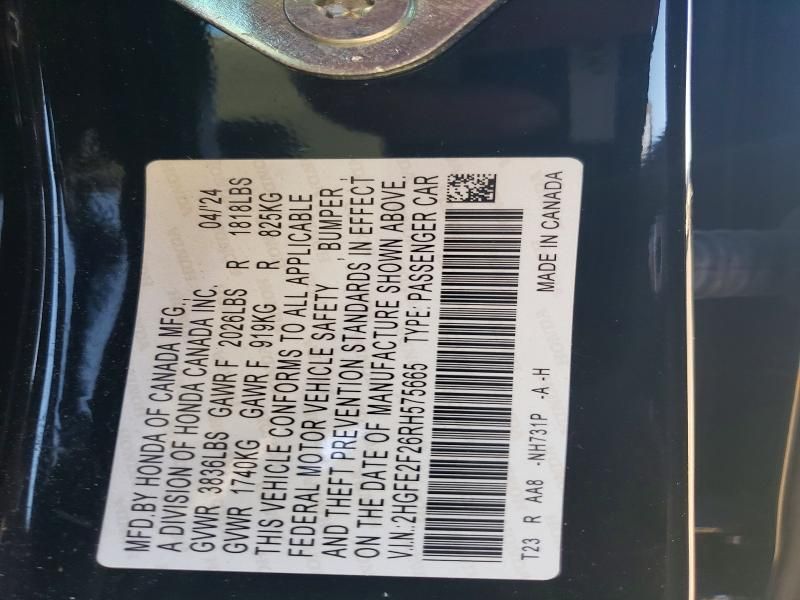 MFD.BY HONDA OF CANADA MFG.,
A DIVISION OF HONDA CANADA INC. 04/'24
GVWR 3836LBS GAWR F 2026LBS R 1818LBS
GVWR 1740KG GAWR F 919KG R 825KG
THIS VEHICLE CONFORMS TO ALL APPLICABLE
FEDERAL MOTOR VEHICLE SAFETY , BUMPER ,
AND THEFT PREVENTION STANDARDS IN EFFECT
ON THE DATE OF MANUFACTURE SHOWN ABOVE.
V.I.N.:2HGFE2F26RH575665 TYPE: PASSENGER CAR
T23 R AA8 -NH731P -A -H MADE IN CANADA